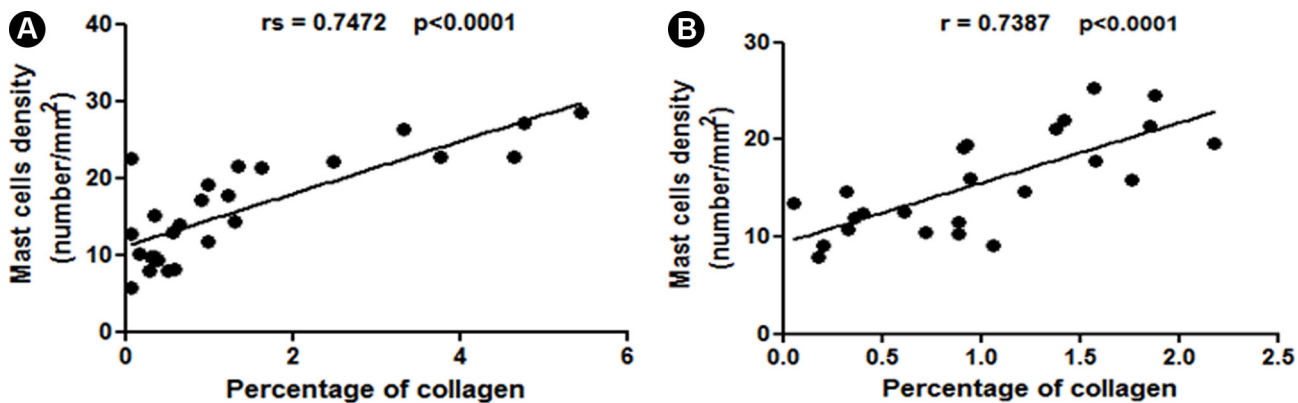 A
rs = 0.7472 p<0.0001
Mast cells density
(number/mm²)
40
30
20
10
0
0 2 4 6
Percentage of collagen
B
r = 0.7387 p<0.0001
Mast cells density
(number/mm²)
30
20
10
0
0.0 0.5 1.0 1.5 2.0 2.5
Percentage of collagen